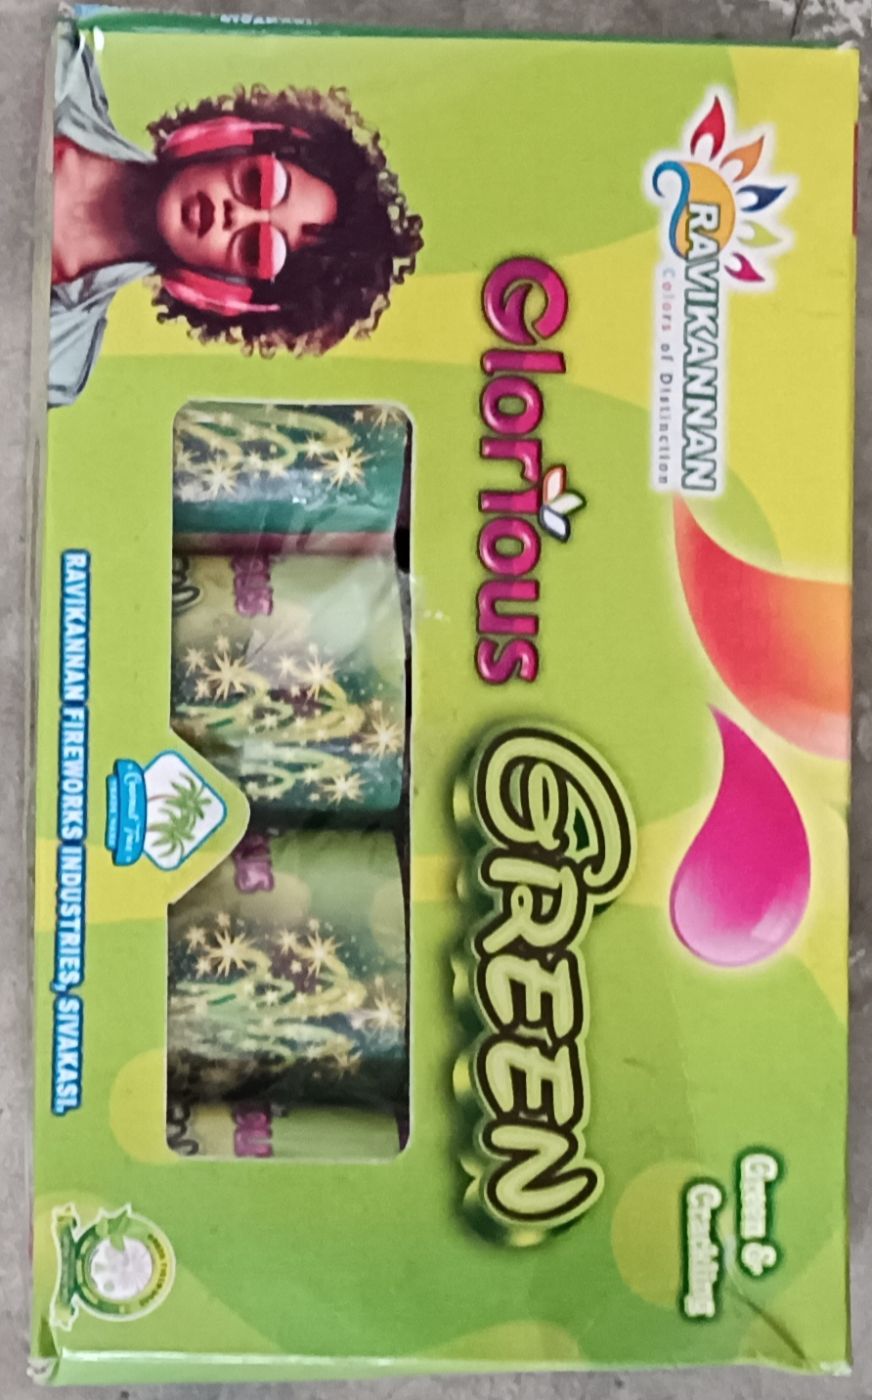 RAVIKANNAN
Colors of Distinction
Glorious
GREEN
Green &
Crackling
RAVIKANNAN FIREWORKS INDUSTRIES, SIVAKASI.